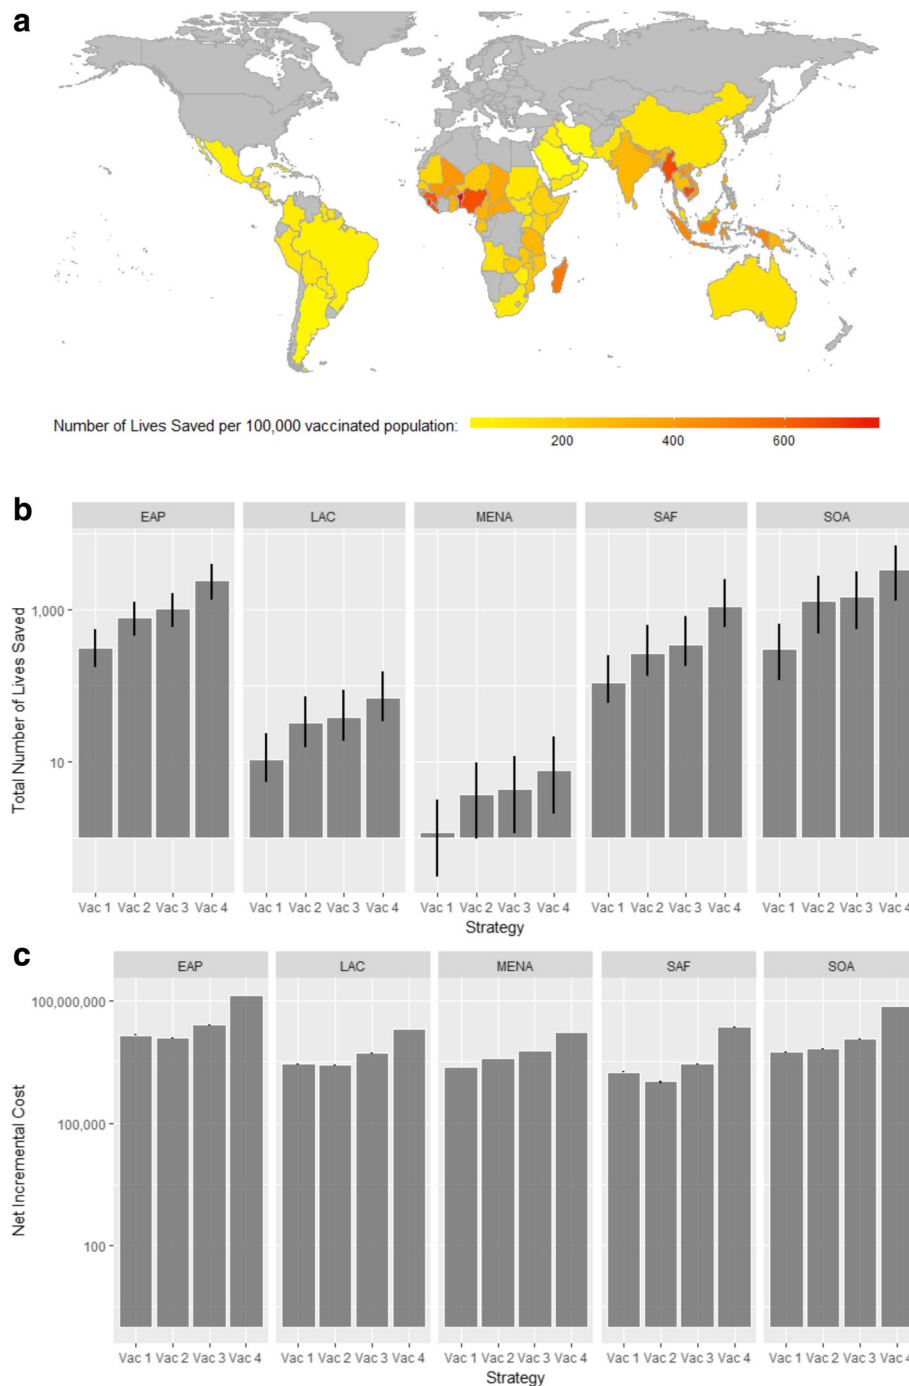 a
Number of Lives Saved per 100,000 vaccinated population:
200 400 600
b
EAP LAC MENA SAF SOA
Total Number of Lives Saved
1,000
10
Vac 1 Vac 2 Vac 3 Vac 4 Vac 1 Vac 2 Vac 3 Vac 4 Vac 1 Vac 2 Vac 3 Vac 4 Vac 1 Vac 2 Vac 3 Vac 4 Vac 1 Vac 2 Vac 3 Vac 4
Strategy
c
EAP LAC MENA SAF SOA
Net Incremental Cost
100,000,000
100,000
100
Vac 1 Vac 2 Vac 3 Vac 4 Vac 1 Vac 2 Vac 3 Vac 4 Vac 1 Vac 2 Vac 3 Vac 4 Vac 1 Vac 2 Vac 3 Vac 4 Vac 1 Vac 2 Vac 3 Vac 4
Strategy